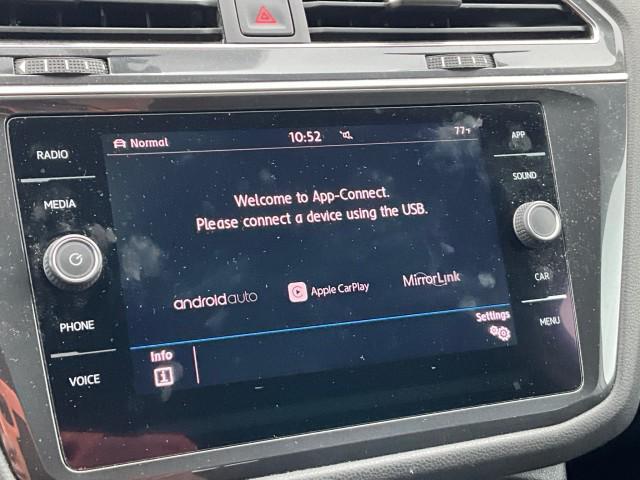 RADIO
MEDIA
PHONE
VOICE
Normal 10:52 77°F
Welcome to App-Connect.
Please connect a device using the USB.
androidauto Apple CarPlay MirrorLink
Info Settings
i
APP
SOUND
CAR
MENU